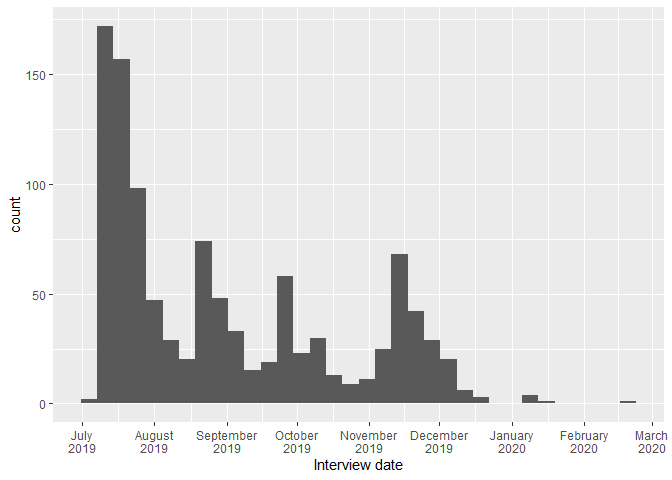 count
150
100
50
0
July August September October November December January February March
2019 2019 2019 2019 2019 2019 2020 2020 2020
Interview date